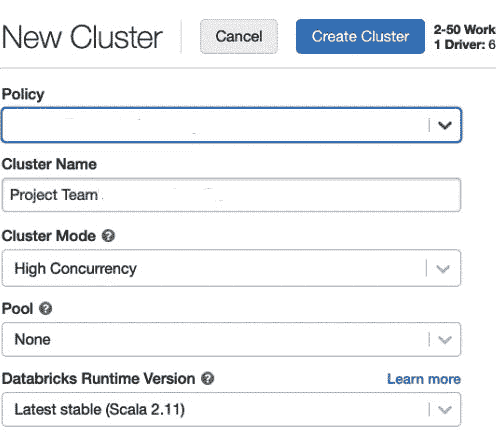 New Cluster Cancel Create Cluster 2-50 Work
1 Driver: 6
Policy
Cluster Name
Project Team
Cluster Mode
High Concurrency
Pool
None
Databricks Runtime Version Learn more
Latest stable (Scala 2.11)